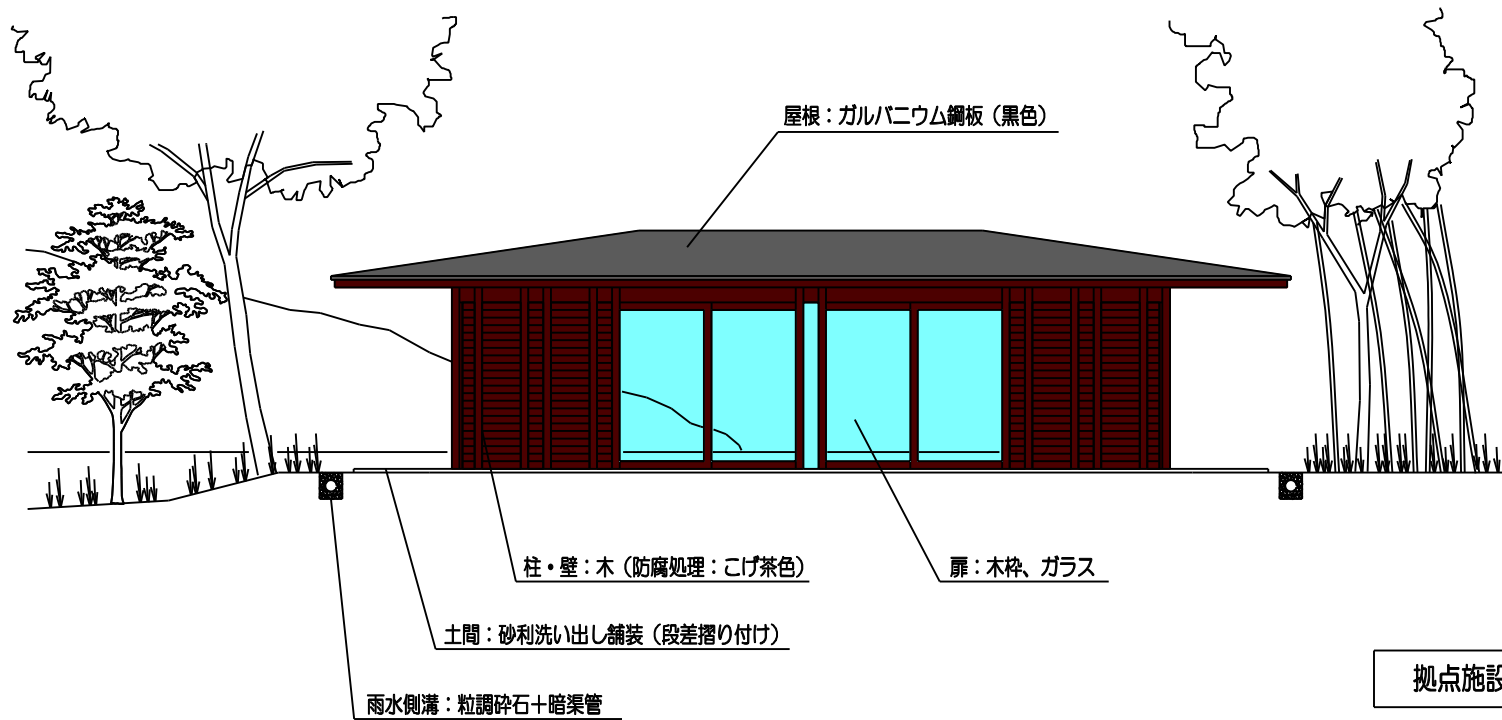 屋根：ガルバニウム鋼板（黒色）
柱・壁：木（防腐処理：こげ茶色）
扉：木枠、ガラス
土間：砂利洗い出し舗装（段差摺り付け）
雨水側溝：粒調砕石＋暗渠管
拠点施設